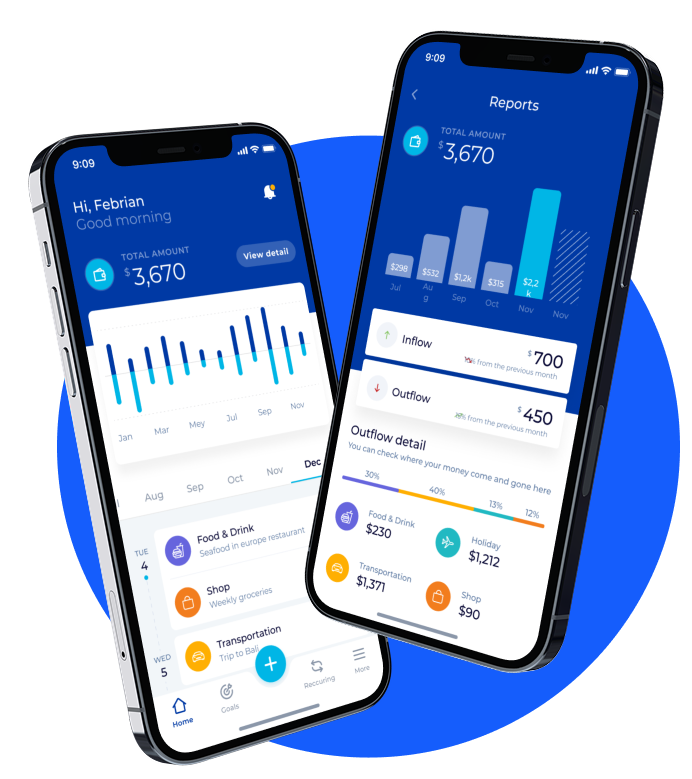 9:09
Hi, Febrian
Good morning
TOTAL AMOUNT
$3,670
View detail
Jan Mar Mey Jul Sep Nov
Aug Sep Oct Nov Dec
TUE
4
Food & Drink
Seafood in europe restaurant
Shop
Weekly groceries
WED
5
Transportation
Trip to Bali
+
Home Goals Reccuring More
9:09
Reports
TOTAL AMOUNT
$3,670
$298 $532 $1,2k $315 $2,2
k
Jul Au
g Sep Oct Nov Nov
Inflow
$700
from the previous month
Outflow
$450
from the previous month
Outflow detail
You can check where your money come and gone here
30% 40% 13% 12%
Food & Drink
$230
Holiday
$1,212
Transportation
$1,371
Shop
$90